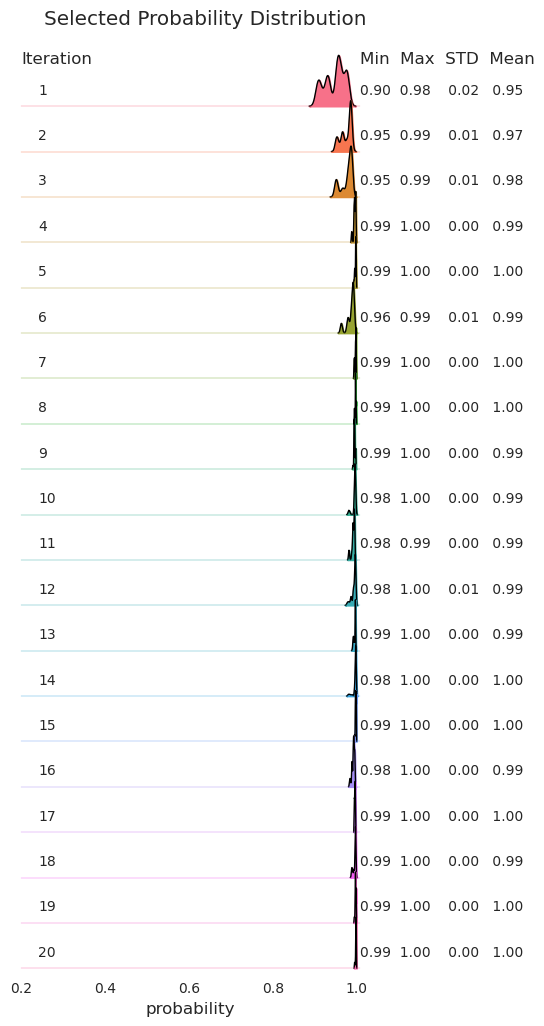 Selected Probability Distribution
Iteration Min Max STD Mean
1 0.90 0.98 0.02 0.95
2 0.95 0.99 0.01 0.97
3 0.95 0.99 0.01 0.98
4 0.99 1.00 0.00 0.99
5 0.99 1.00 0.00 1.00
6 0.96 0.99 0.01 0.99
7 0.99 1.00 0.00 1.00
8 0.99 1.00 0.00 1.00
9 0.99 1.00 0.00 0.99
10 0.98 1.00 0.00 0.99
11 0.98 0.99 0.00 0.99
12 0.98 1.00 0.01 0.99
13 0.99 1.00 0.00 0.99
14 0.98 1.00 0.00 1.00
15 0.99 1.00 0.00 1.00
16 0.98 1.00 0.00 0.99
17 0.99 1.00 0.00 1.00
18 0.99 1.00 0.00 0.99
19 0.99 1.00 0.00 1.00
20 0.99 1.00 0.00 1.00
0.2 0.4 0.6 0.8 1.0
probability